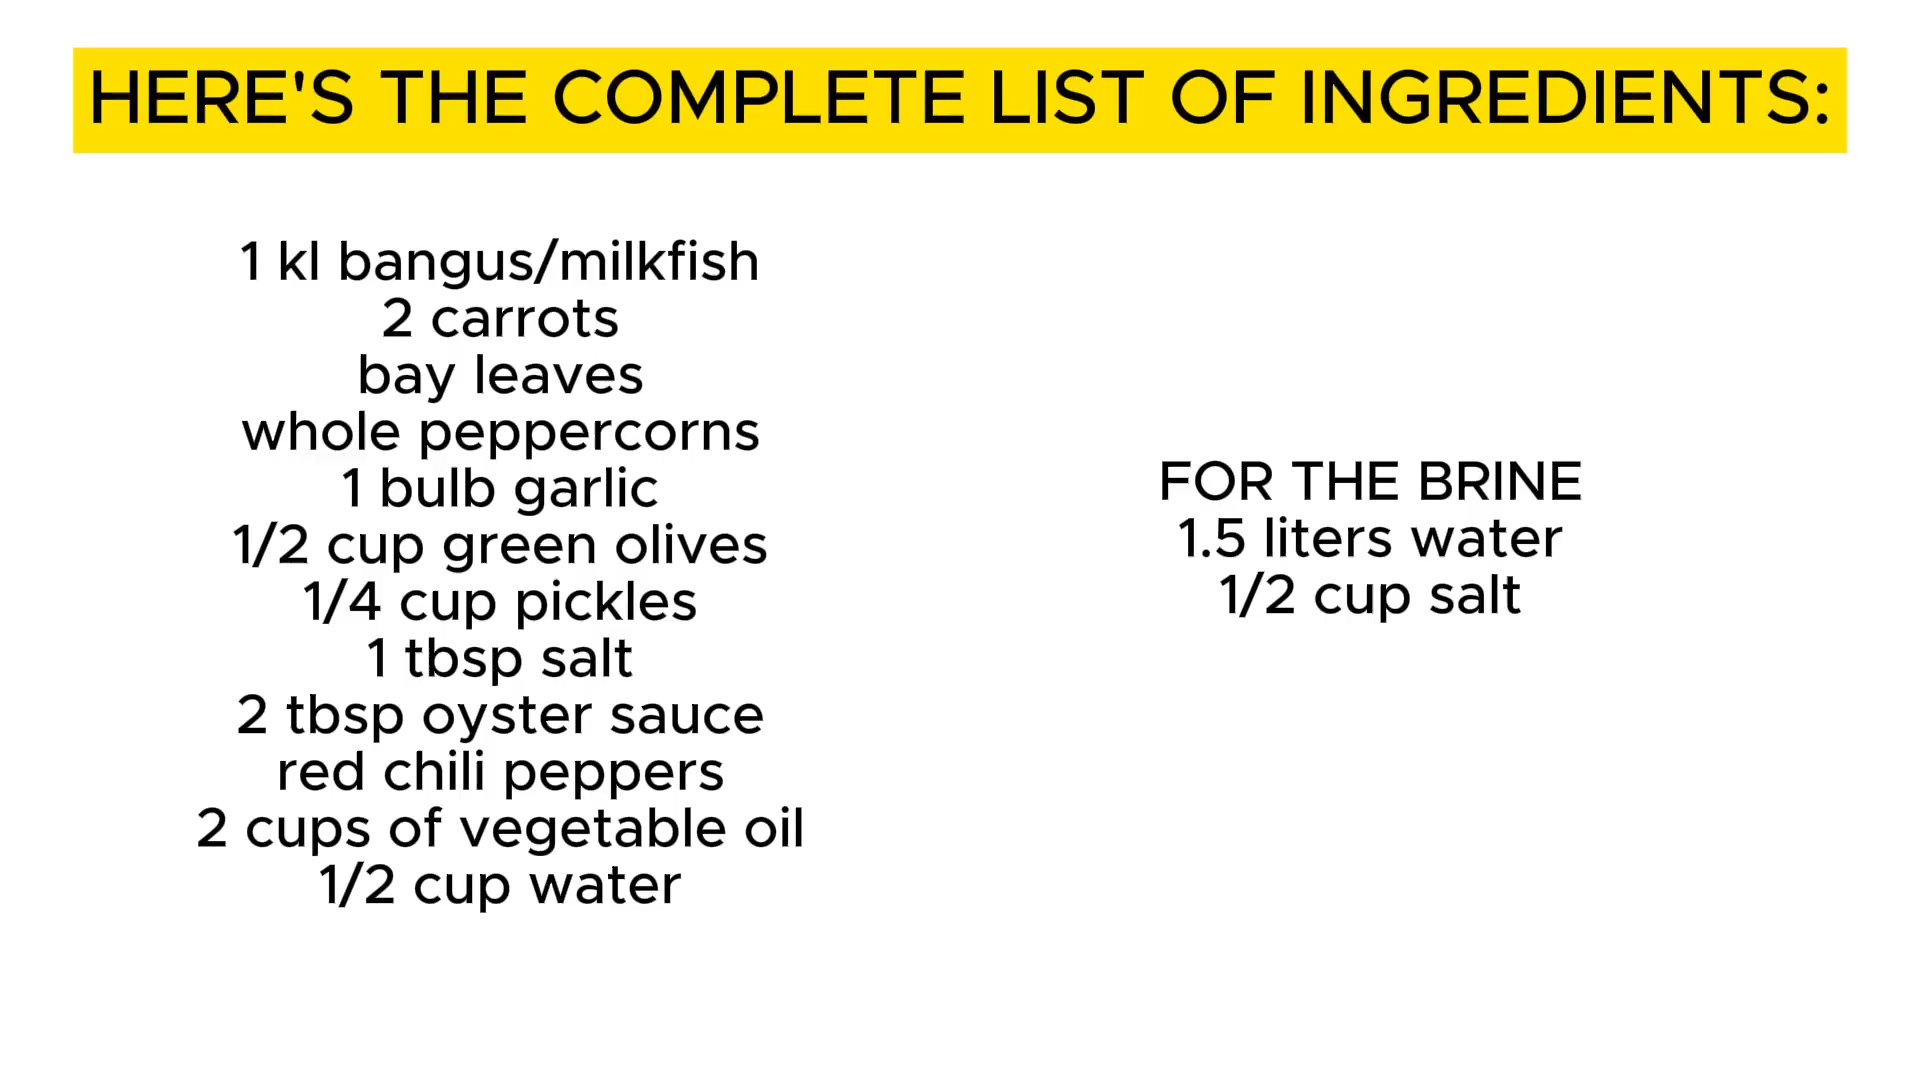 HERE'S THE COMPLETE LIST OF INGREDIENTS:
1 kl bangus/milkfish
2 carrots
bay leaves
whole peppercorns
1 bulb garlic
1/2 cup green olives
1/4 cup pickles
1 tbsp salt
2 tbsp oyster sauce
red chili peppers
2 cups of vegetable oil
1/2 cup water
FOR THE BRINE
1.5 liters water
1/2 cup salt